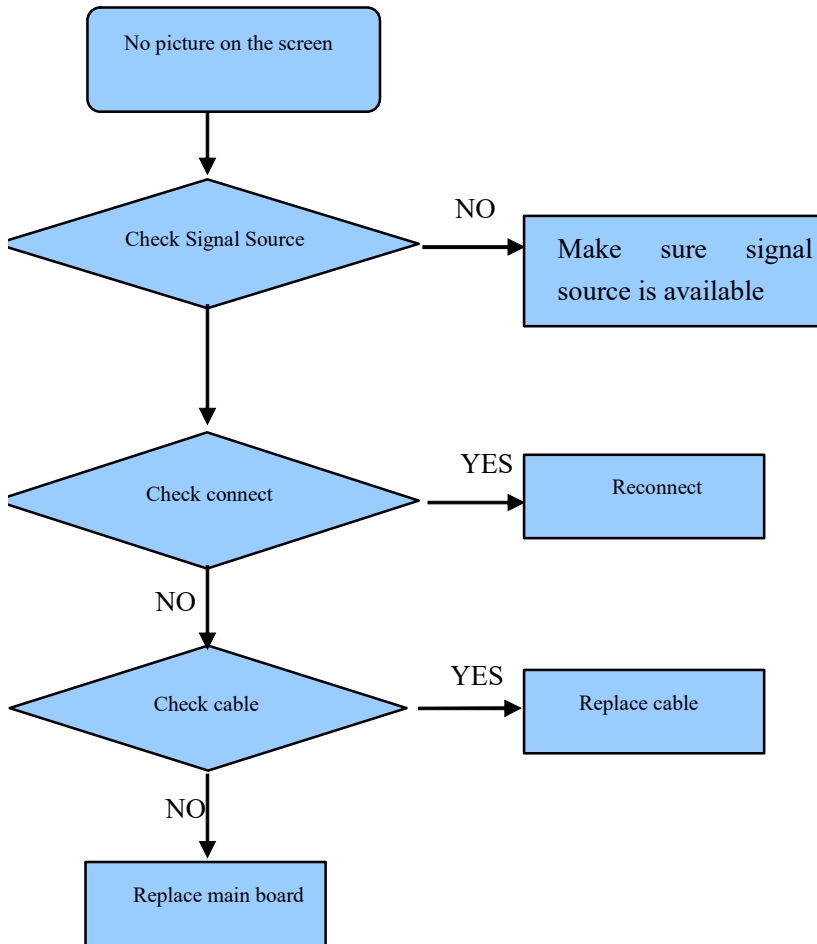 No picture on the screen
Check Signal Source
NO
Make sure signal
source is available
Check connect
YES
Reconnect
NO
Check cable
YES
Replace cable
NO
Replace main board